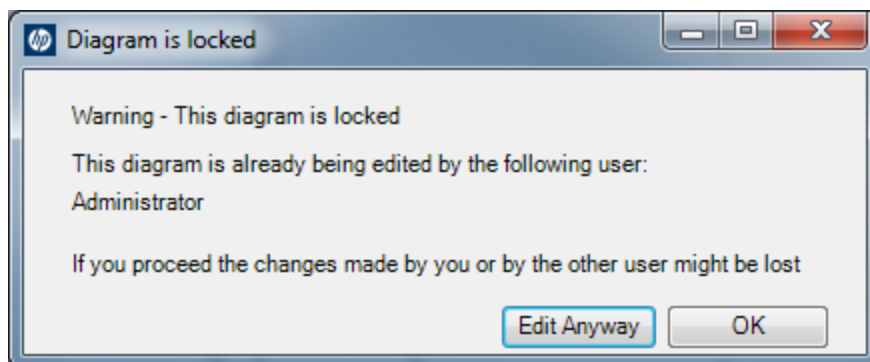 hp Diagram is locked
Warning - This diagram is locked
This diagram is already being edited by the following user:
Administrator
If you proceed the changes made by you or by the other user might be lost
Edit Anyway OK